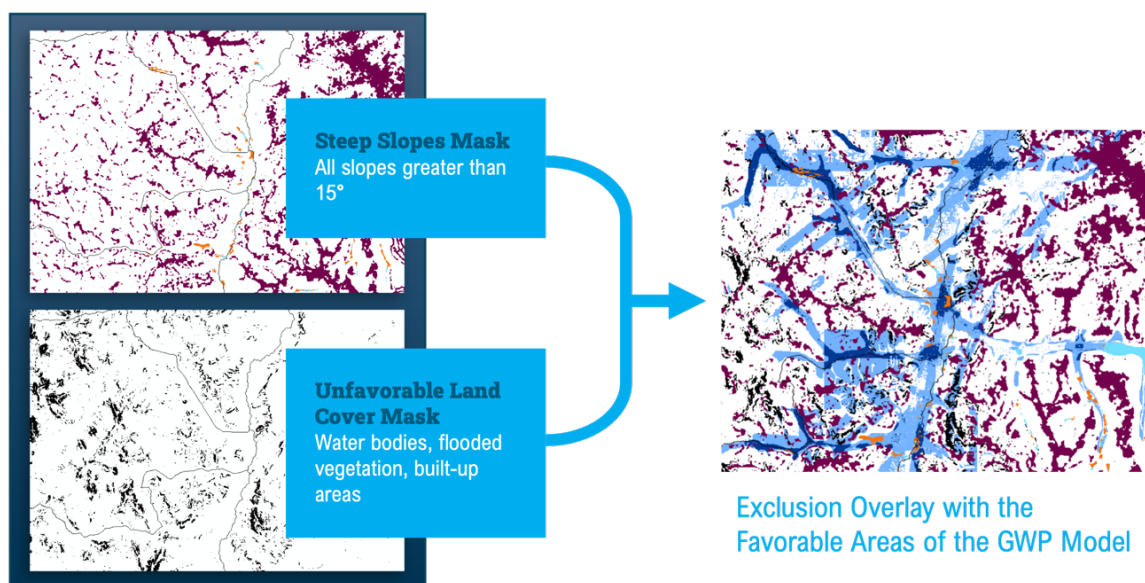 Steep Slopes Mask
All slopes greater than
15°
Unfavorable Land
Cover Mask
Water bodies, flooded
vegetation, built-up
areas
Exclusion Overlay with the
Favorable Areas of the GWP Model